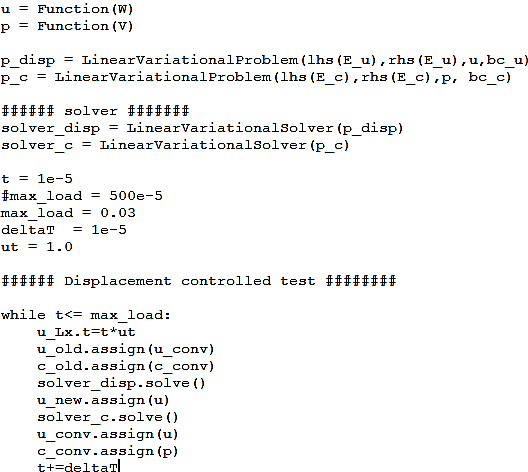 u = Function(W)
p = Function(V)
p_disp = LinearVariationalProblem(lhs(E_u),rhs(E_u),u,bc_u)
p_c = LinearVariationalProblem(lhs(E_c),rhs(E_c),p, bc_c)
###### solver #######
solver_disp = LinearVariationalSolver(p_disp)
solver_c = LinearVariationalSolver(p_c)
t = 1e-5
#max_load = 500e-5
max_load = 0.03
deltaT  = 1e-5
ut = 1.0
###### Displacement controlled test ########
while t<= max_load:
    u_Lx.t=t*ut
    u_old.assign(u_conv)
    c_old.assign(c_conv)
    solver_disp.solve()
    u_new.assign(u)
    solver_c.solve()
    u_conv.assign(u)
    c_conv.assign(p)
    t+=deltaT